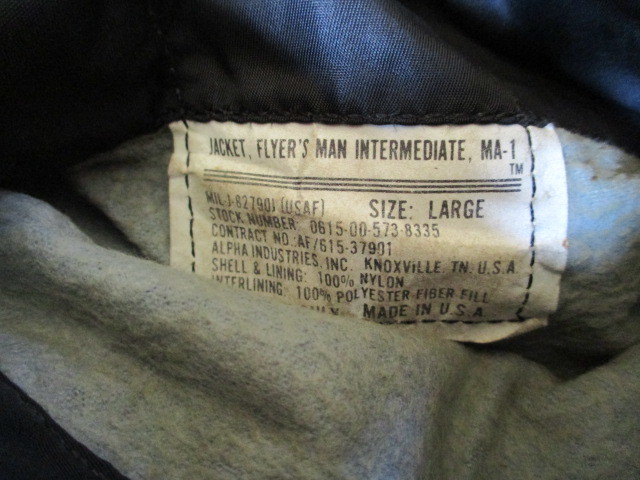 JACKET, FLYER'S MAN INTERMEDIATE, MA-1
TM
MIL J-82790J (USAF) SIZE: LARGE
STOCK NUMBER 0615-00-573-8335
CONTRACT NO. AF/615-37901
ALPHA INDUSTRIES, INC. KNOXVILLE TN. U.S.A.
SHELL & LINING: 100% NYLON
INTERLINING: 100% POLYESTER FIBER FILL
MADE IN U.S.A